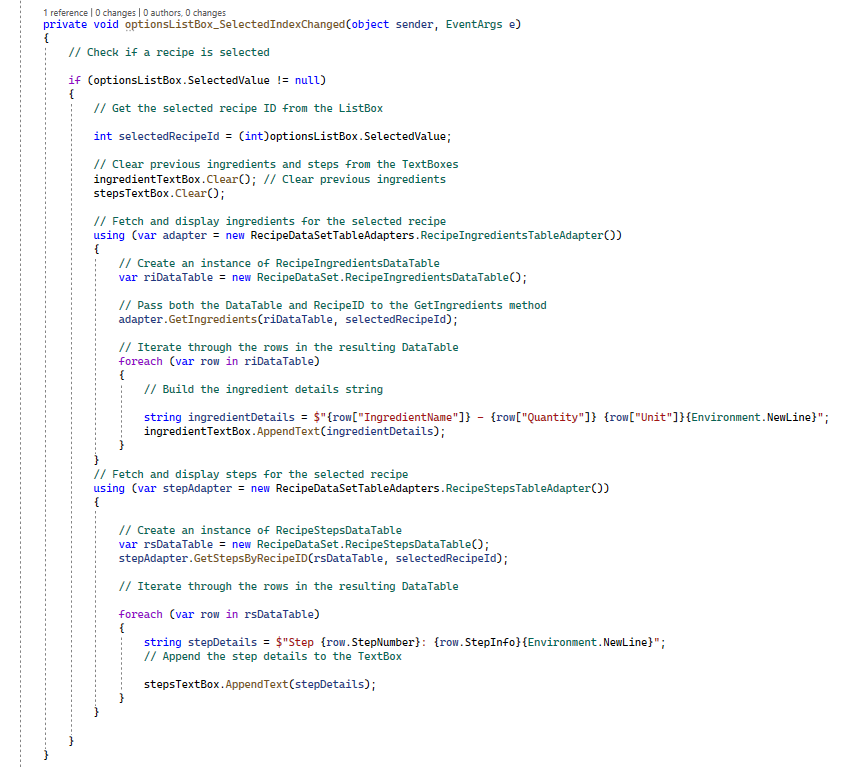 1 reference | 0 changes | 0 authors, 0 changes
private void optionsListBox_SelectedIndexChanged(object sender, EventArgs e)
{
// Check if a recipe is selected
if (optionsListBox.SelectedValue != null)
{
// Get the selected recipe ID from the ListBox
int selectedRecipeId = (int)optionsListBox.SelectedValue;
// Clear previous ingredients and steps from the TextBoxes
ingredientTextBox.Clear(); // Clear previous ingredients
stepsTextBox.Clear();
// Fetch and display ingredients for the selected recipe
using (var adapter = new RecipeDataSetTableAdapters.RecipeIngredientsTableAdapter())
{
// Create an instance of RecipeIngredientsDataTable
var riDataTable = new RecipeDataSet.RecipeIngredientsDataTable();
// Pass both the DataTable and RecipeID to the GetIngredients method
adapter.GetIngredients(riDataTable, selectedRecipeId);
// Iterate through the rows in the resulting DataTable
foreach (var row in riDataTable)
{
// Build the ingredient details string
string ingredientDetails = $"{row["IngredientName"]} - {row["Quantity"]} {row["Unit"]}{Environment.NewLine}";
ingredientTextBox.AppendText(ingredientDetails);
}
}
// Fetch and display steps for the selected recipe
using (var stepAdapter = new RecipeDataSetTableAdapters.RecipeStepsTableAdapter())
{
// Create an instance of RecipeStepsDataTable
var rsDataTable = new RecipeDataSet.RecipeStepsDataTable();
stepAdapter.GetStepsByRecipeID(rsDataTable, selectedRecipeId);
// Iterate through the rows in the resulting DataTable
foreach (var row in rsDataTable)
{
string stepDetails = $"Step {row.StepNumber}: {row.StepInfo}{Environment.NewLine}";
// Append the step details to the TextBox
stepsTextBox.AppendText(stepDetails);
}
}
}
}